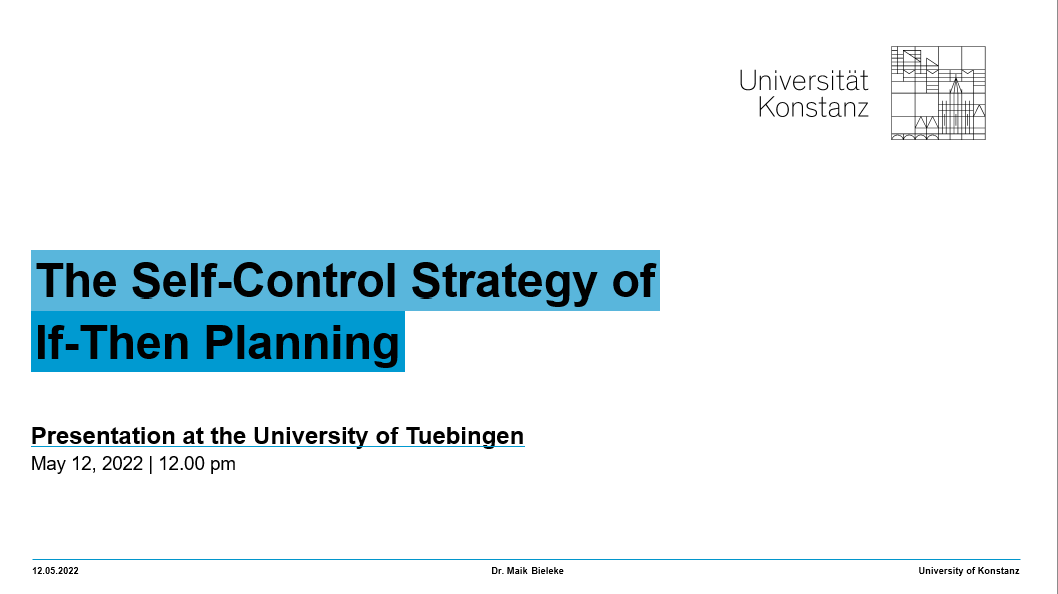 Universität
Konstanz
The Self-Control Strategy of
If-Then Planning
Presentation at the University of Tuebingen
May 12, 2022 | 12.00 pm
12.05.2022
Dr. Maik Bieleke
University of Konstanz